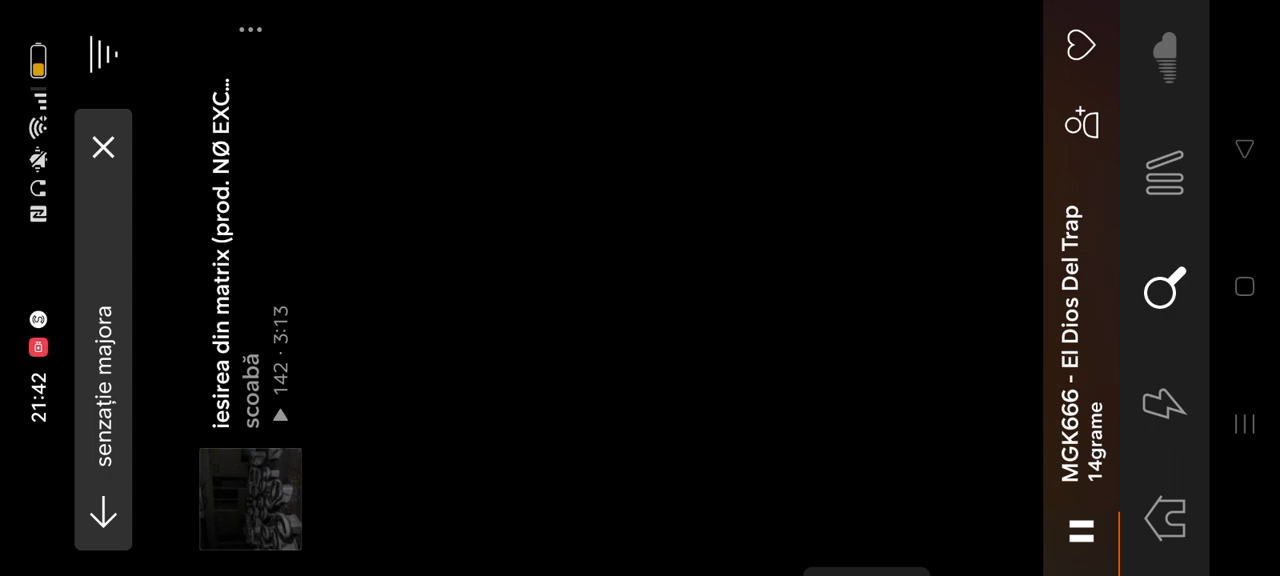 21:42
senzație majora
iesirea din matrix (prod. NØ EXC...
scoabă
142 · 3:13
MGK666 - El Dios Del Trap
14grame